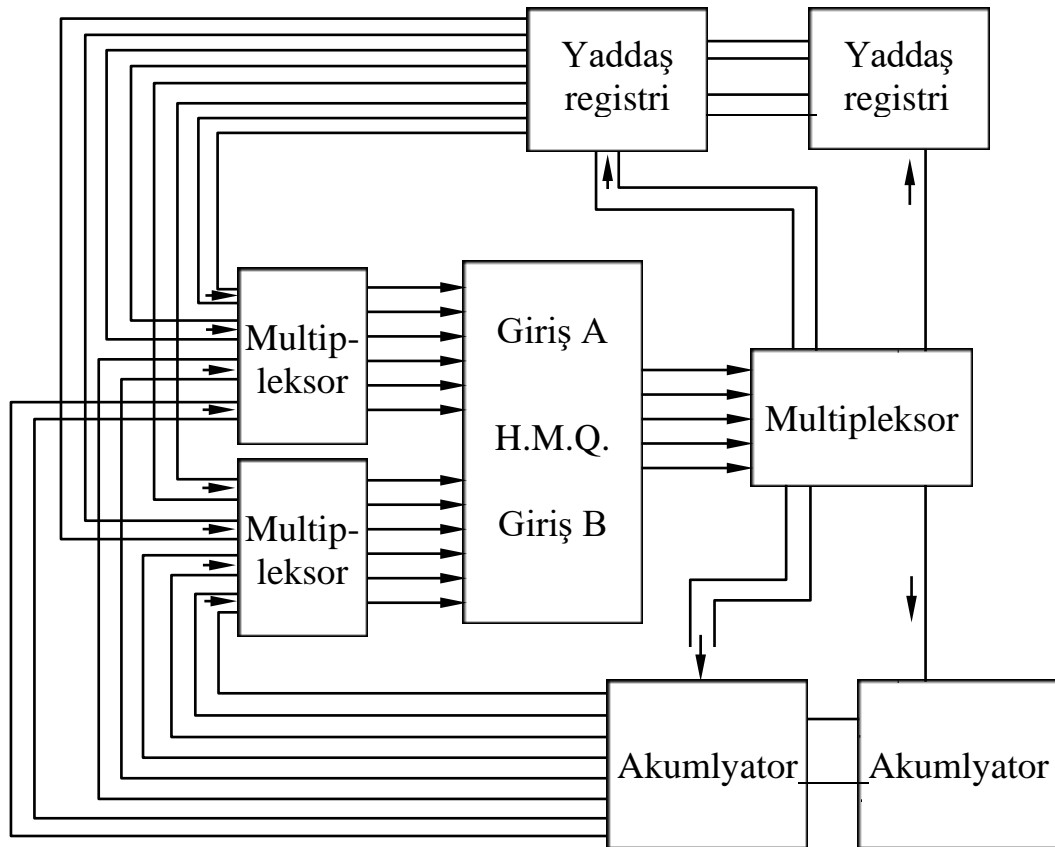 Yaddaş
registri
Yaddaş
registri
Multip-
leksor
Giriş A
H.M.Q.
Giriş B
Multipleksor
Multip-
leksor
Akumlyator
Akumlyator